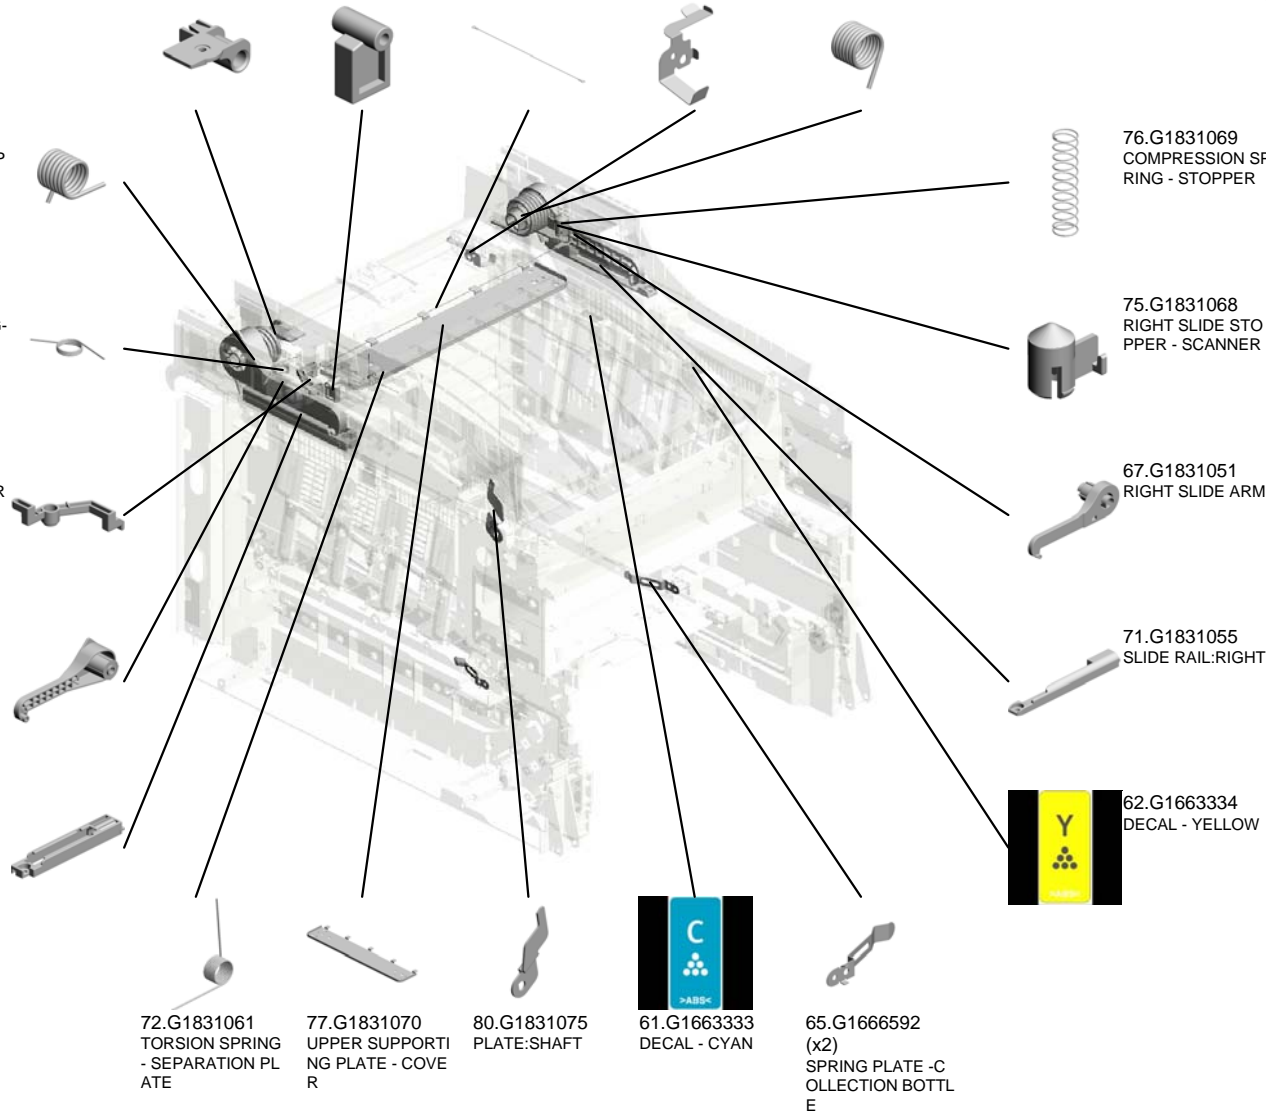 P
76.G1831069
COMPRESSION SP
RING - STOPPER
75.G1831068
RIGHT SLIDE STO
PPER - SCANNER
-
R
67.G1831051
RIGHT SLIDE ARM
71.G1831055
SLIDE RAIL:RIGHT
62.G1663334
DECAL - YELLOW
Y
>ABS<
C
>ABS<
72.G1831061
TORSION SPRING
- SEPARATION PL
ATE
77.G1831070
UPPER SUPPORTI
NG PLATE - COVE
R
80.G1831075
PLATE:SHAFT
61.G1663333
DECAL - CYAN
65.G1666592
(x2)
SPRING PLATE -C
OLLECTION BOTTL
E